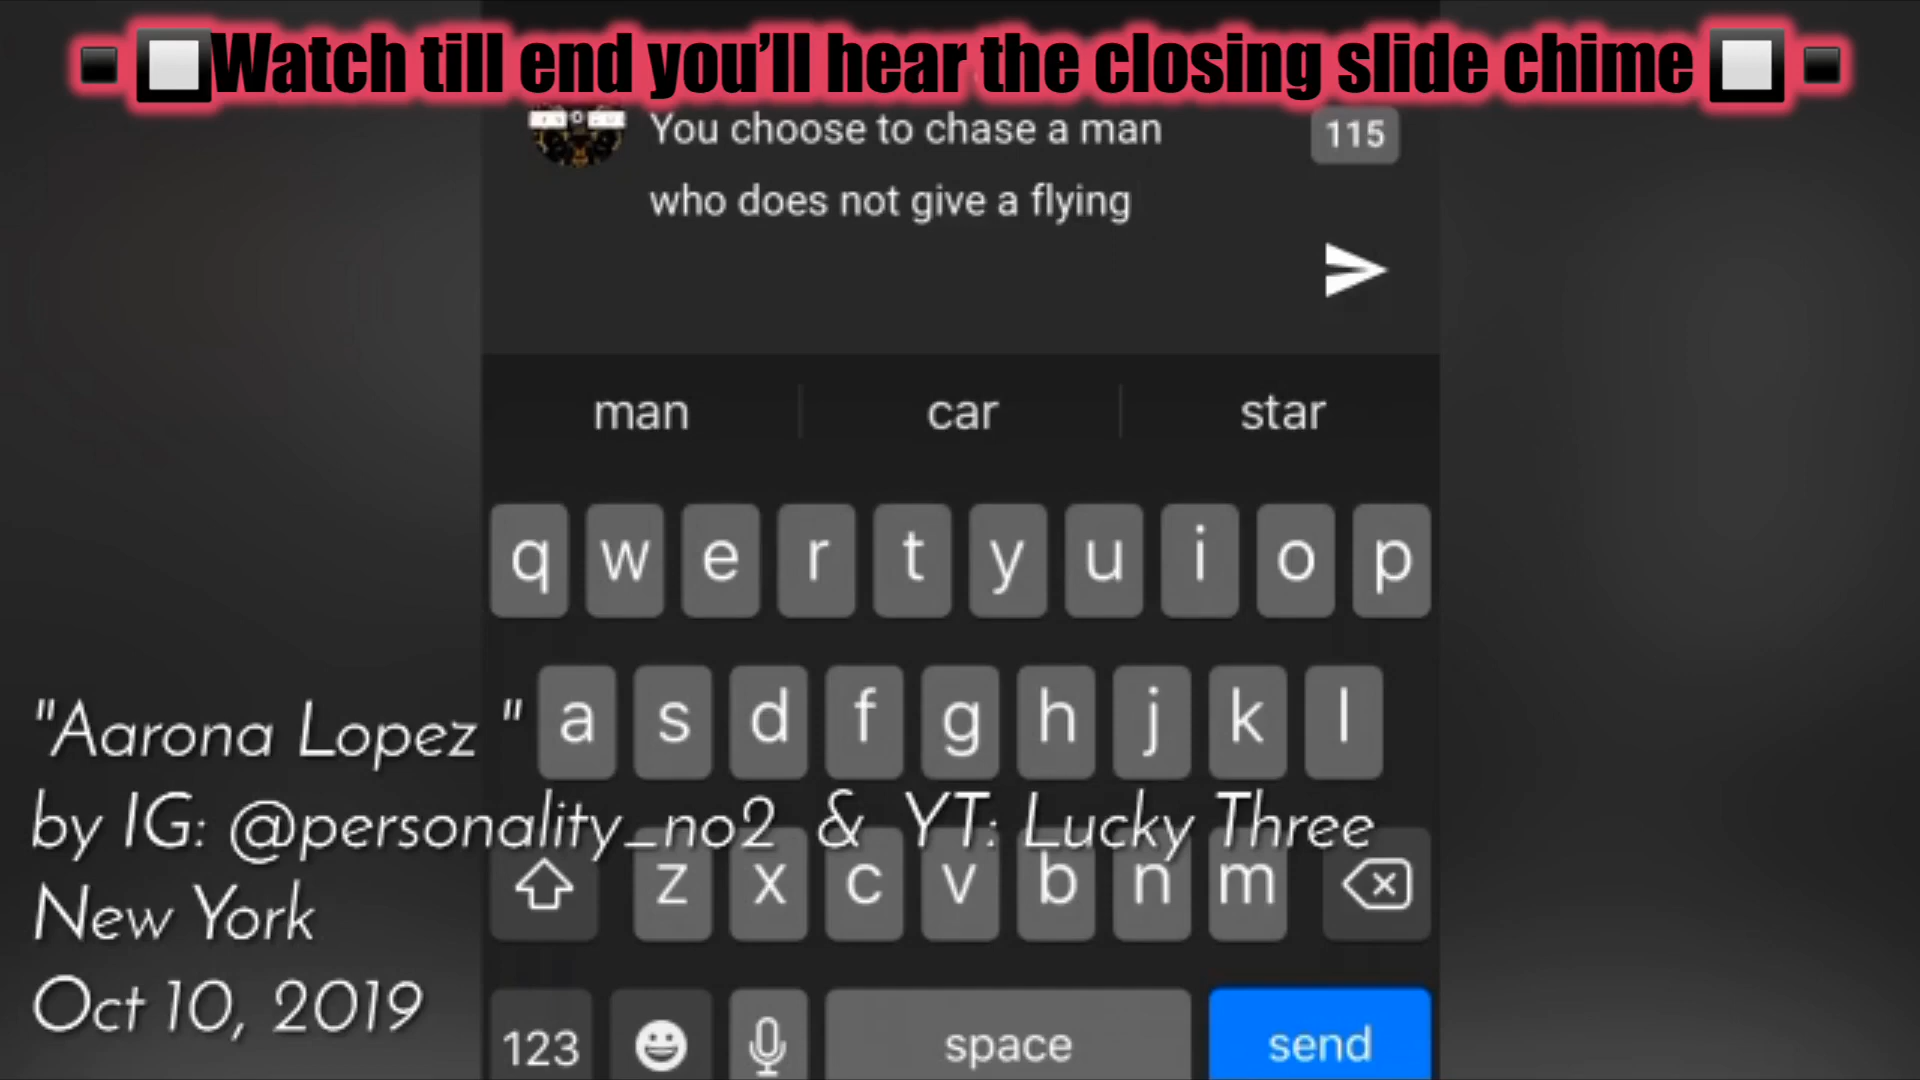 Watch till end you’ll hear the closing slide chime
You choose to chase a man
115
who does not give a flying
man car star
q w e r t y u i o p
a s d f g h j k l
z x c v b n m
123 space send
"Aarona Lopez "
by IG: @personality_no2 & YT: Lucky Three
New York
Oct 10, 2019